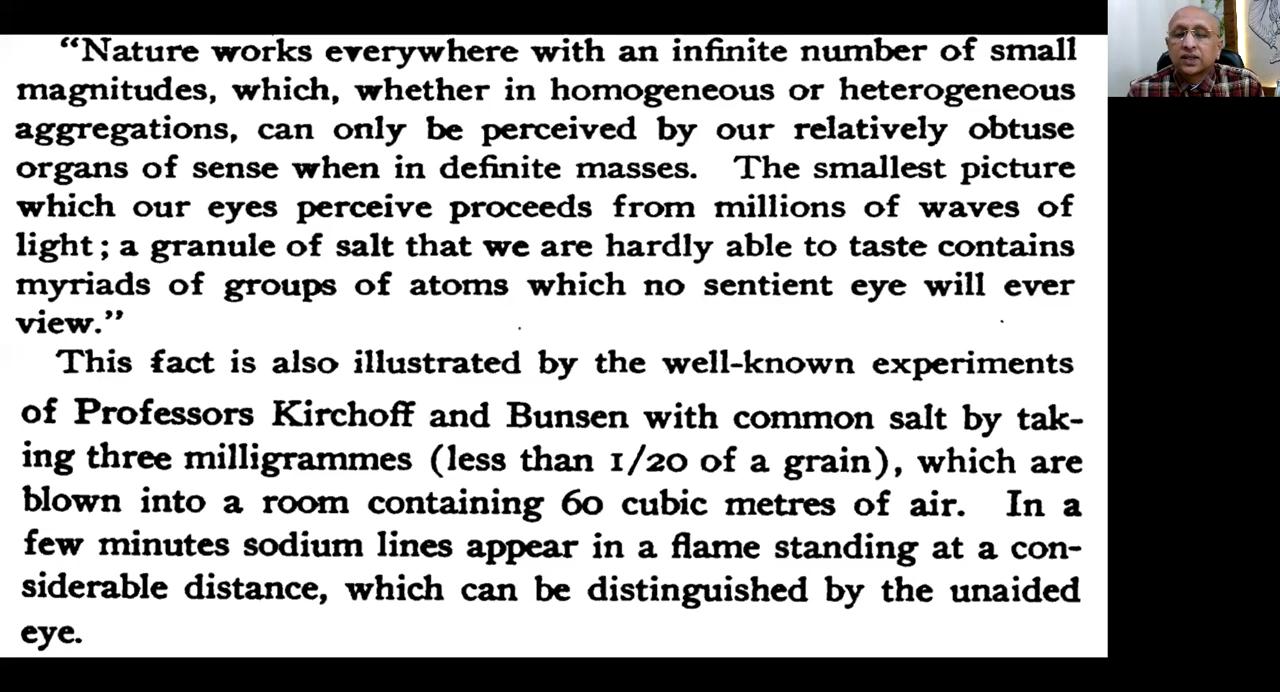 “Nature works everywhere with an infinite number of small
magnitudes, which, whether in homogeneous or heterogeneous
aggregations, can only be perceived by our relatively obtuse
organs of sense when in definite masses. The smallest picture
which our eyes perceive proceeds from millions of waves of
light; a granule of salt that we are hardly able to taste contains
myriads of groups of atoms which no sentient eye will ever
view.”
This fact is also illustrated by the well-known experiments
of Professors Kirchoff and Bunsen with common salt by tak-
ing three milligrammes (less than 1/20 of a grain), which are
blown into a room containing 60 cubic metres of air. In a
few minutes sodium lines appear in a flame standing at a con-
siderable distance, which can be distinguished by the unaided
eye.